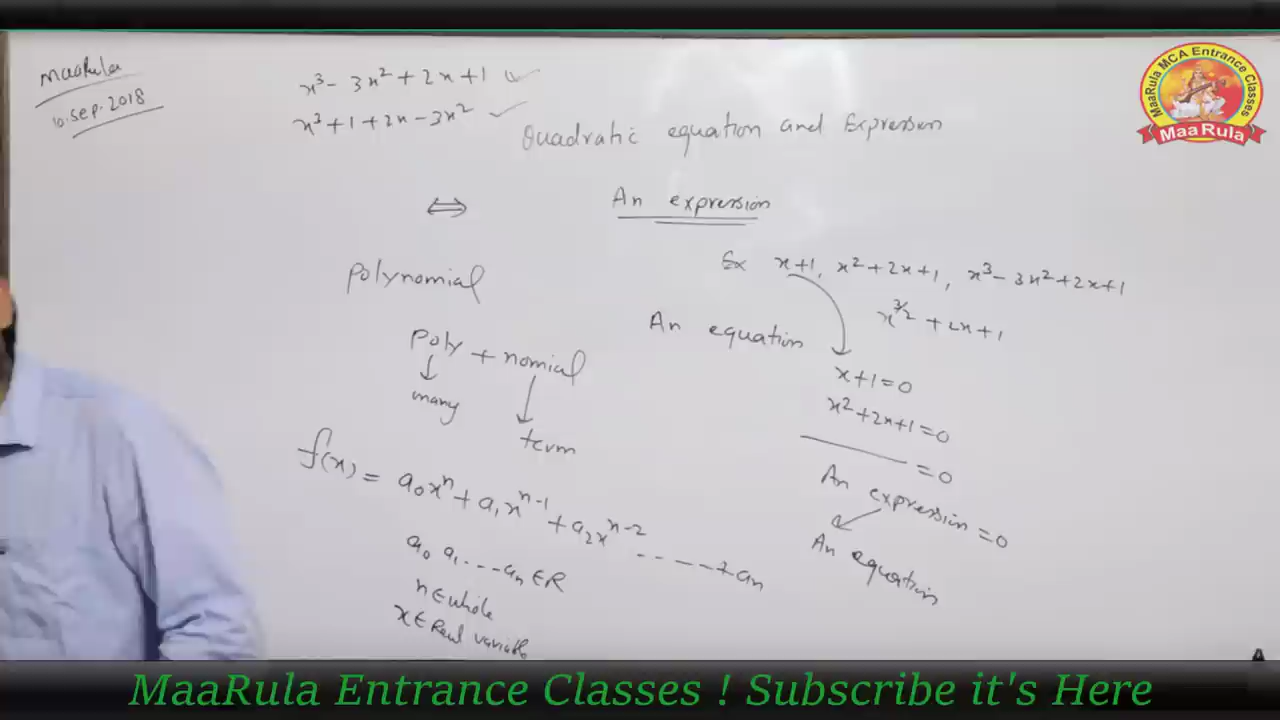 MaaRula
10.Sep.2018
x³ - 3x² + 2x + 1 ✓
x³ + 1 + 2x - 3x² ✓
Quadratic equation and Expression
MaaRula MCA Entrance Classes
MaaRula
⇔
An expression
Polynomial
Ex x+1, x²+2x+1, x³-3x²+2x+1
x^3/2 + 2x + 1
An equation
Poly + nomial
↓ ↓
many
term
x+1=0
x²+2x+1=0
=0
An expression = 0
An equation
f(x) = a₀xⁿ + a₁xⁿ⁻¹ + a₂xⁿ⁻² ----- + aₙ
a₀ a₁ ... aₙ ∈ R
n ∈ whole
x ∈ Real variable
MaaRula Entrance Classes ! Subscribe it's Here